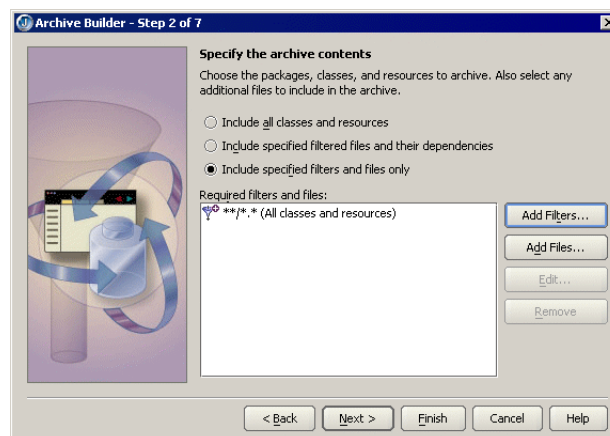 Archive Builder - Step 2 of 7
Specify the archive contents
Choose the packages, classes, and resources to archive. Also select any
additional files to include in the archive.
Include all classes and resources
Include specified filtered files and their dependencies
Include specified filters and files only
Required filters and files:
**/*.* (All classes and resources)
Add Filters...
Add Files...
Edit...
Remove
< Back
Next >
Finish
Cancel
Help